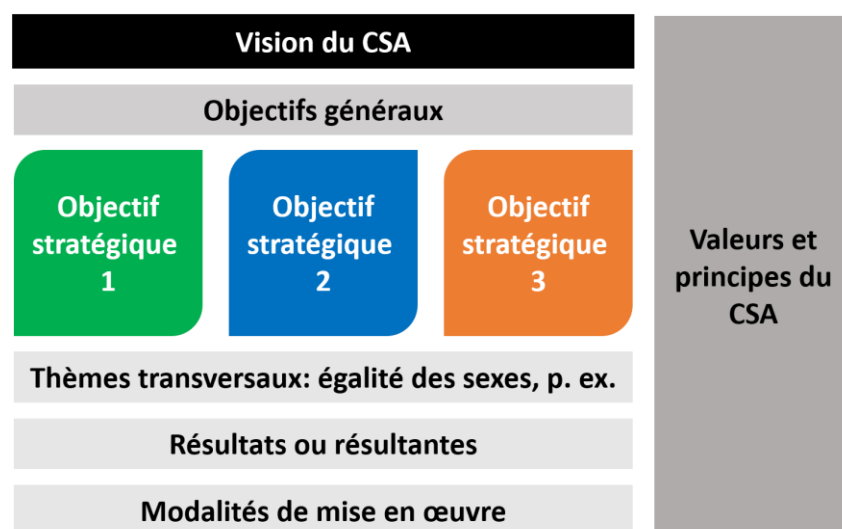 Vision du CSA
Objectifs généraux
Objectif
stratégique
1
Objectif
stratégique
2
Objectif
stratégique
3
Thèmes transversaux: égalité des sexes, p. ex.
Résultats ou résultantes
Modalités de mise en œuvre
Valeurs et
principes du
CSA